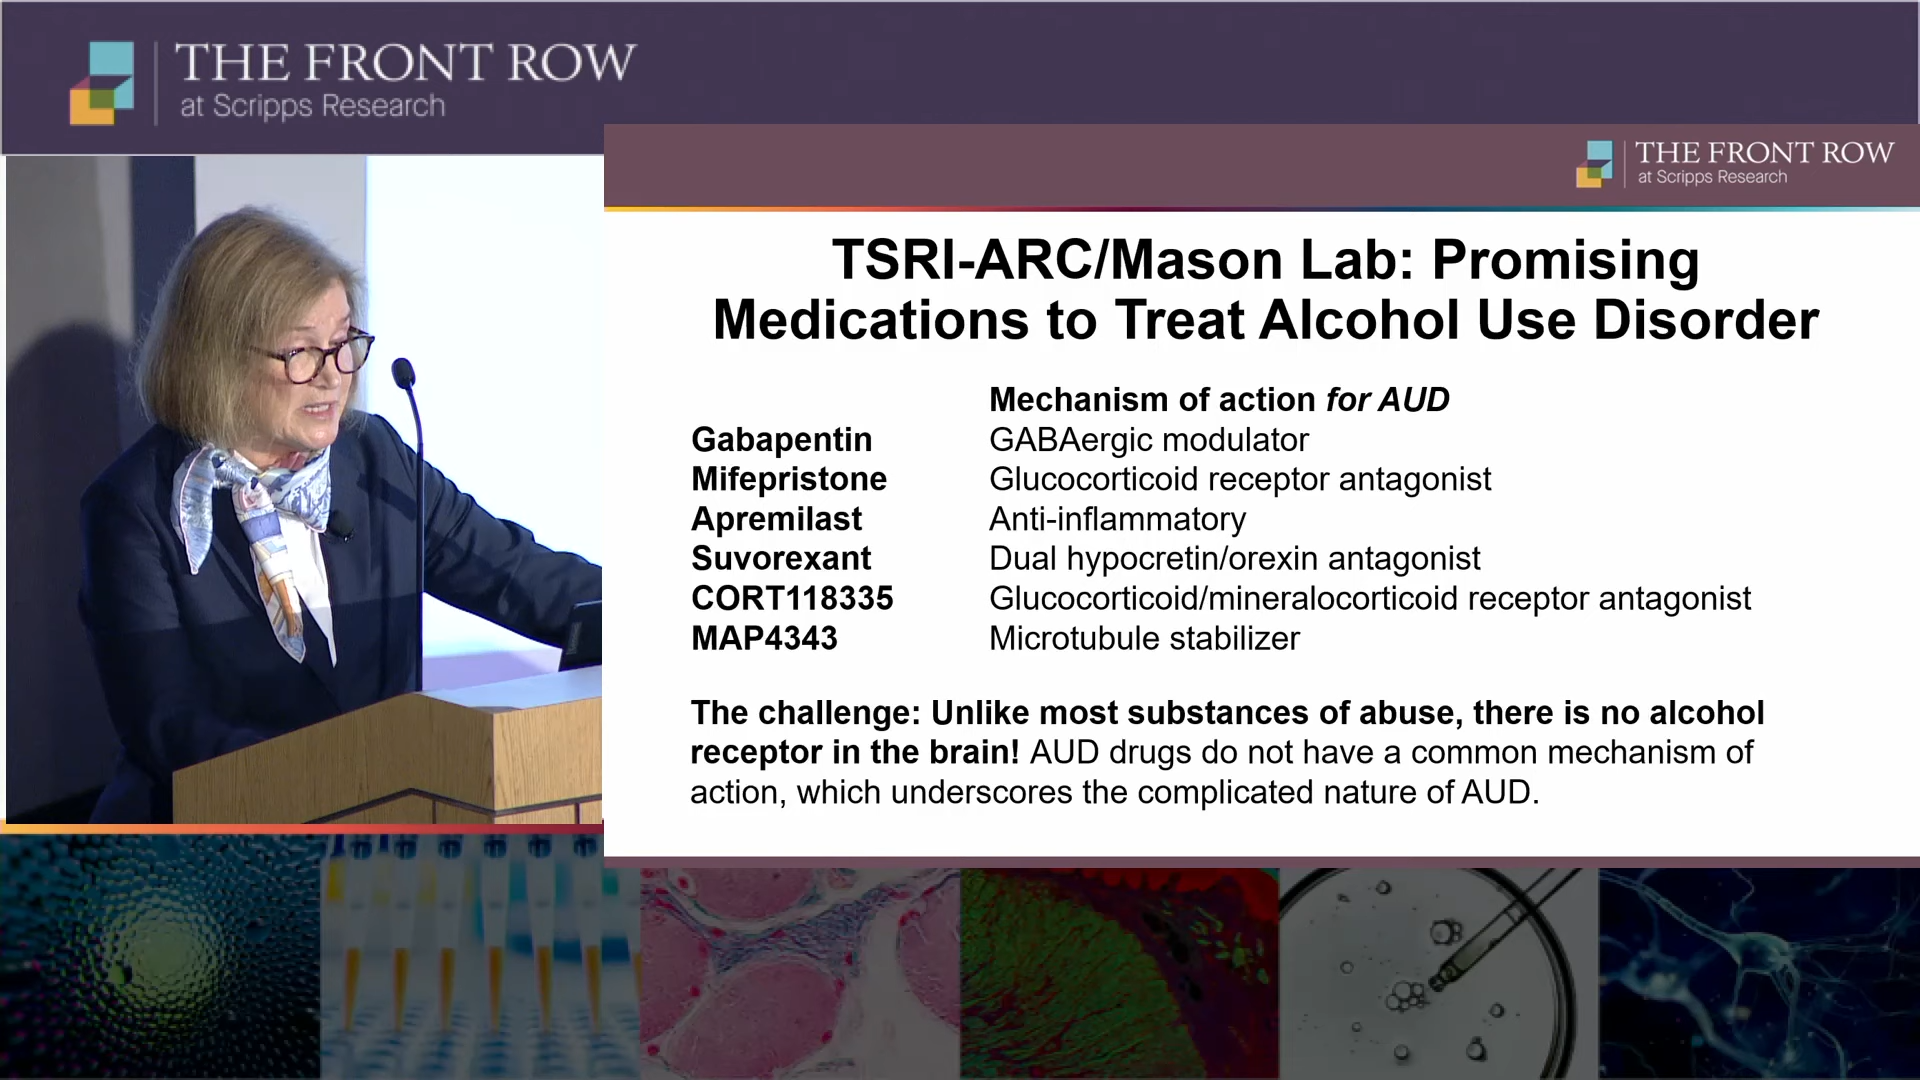 THE FRONT ROW
at Scripps Research
THE FRONT ROW
at Scripps Research
TSRI-ARC/Mason Lab: Promising
Medications to Treat Alcohol Use Disorder
Mechanism of action for AUD
Gabapentin GABAergic modulator
Mifepristone Glucocorticoid receptor antagonist
Apremilast Anti-inflammatory
Suvorexant Dual hypocretin/orexin antagonist
CORT118335 Glucocorticoid/mineralocorticoid receptor antagonist
MAP4343 Microtubule stabilizer
The challenge: Unlike most substances of abuse, there is no alcohol
receptor in the brain! AUD drugs do not have a common mechanism of
action, which underscores the complicated nature of AUD.